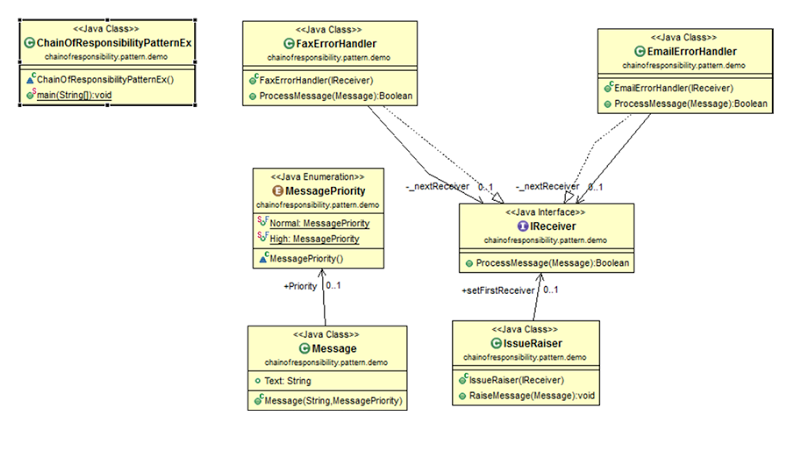 <<Java Class>>
ChainOfResponsibilityPatternEx
chainofresponsibility.pattern.demo
ChainOfResponsibilityPatternEx()
main(String[]):void
<<Java Class>>
FaxErrorHandler
chainofresponsibility.pattern.demo
FaxErrorHandler(IReceiver)
ProcessMessage(Message):Boolean
<<Java Class>>
EmailErrorHandler
chainofresponsibility.pattern.demo
EmailErrorHandler(IReceiver)
ProcessMessage(Message):Boolean
-_nextReceiver 0..1
-_nextReceiver 0..1
<<Java Enumeration>>
MessagePriority
chainofresponsibility.pattern.demo
Normal: MessagePriority
High: MessagePriority
MessagePriority()
<<Java Interface>>
IReceiver
chainofresponsibility.pattern.demo
ProcessMessage(Message):Boolean
+Priority 0..1
+setFirstReceiver 0..1
<<Java Class>>
Message
chainofresponsibility.pattern.demo
Text: String
Message(String,MessagePriority)
<<Java Class>>
IssueRaiser
chainofresponsibility.pattern.demo
IssueRaiser(IReceiver)
RaiseMessage(Message):void